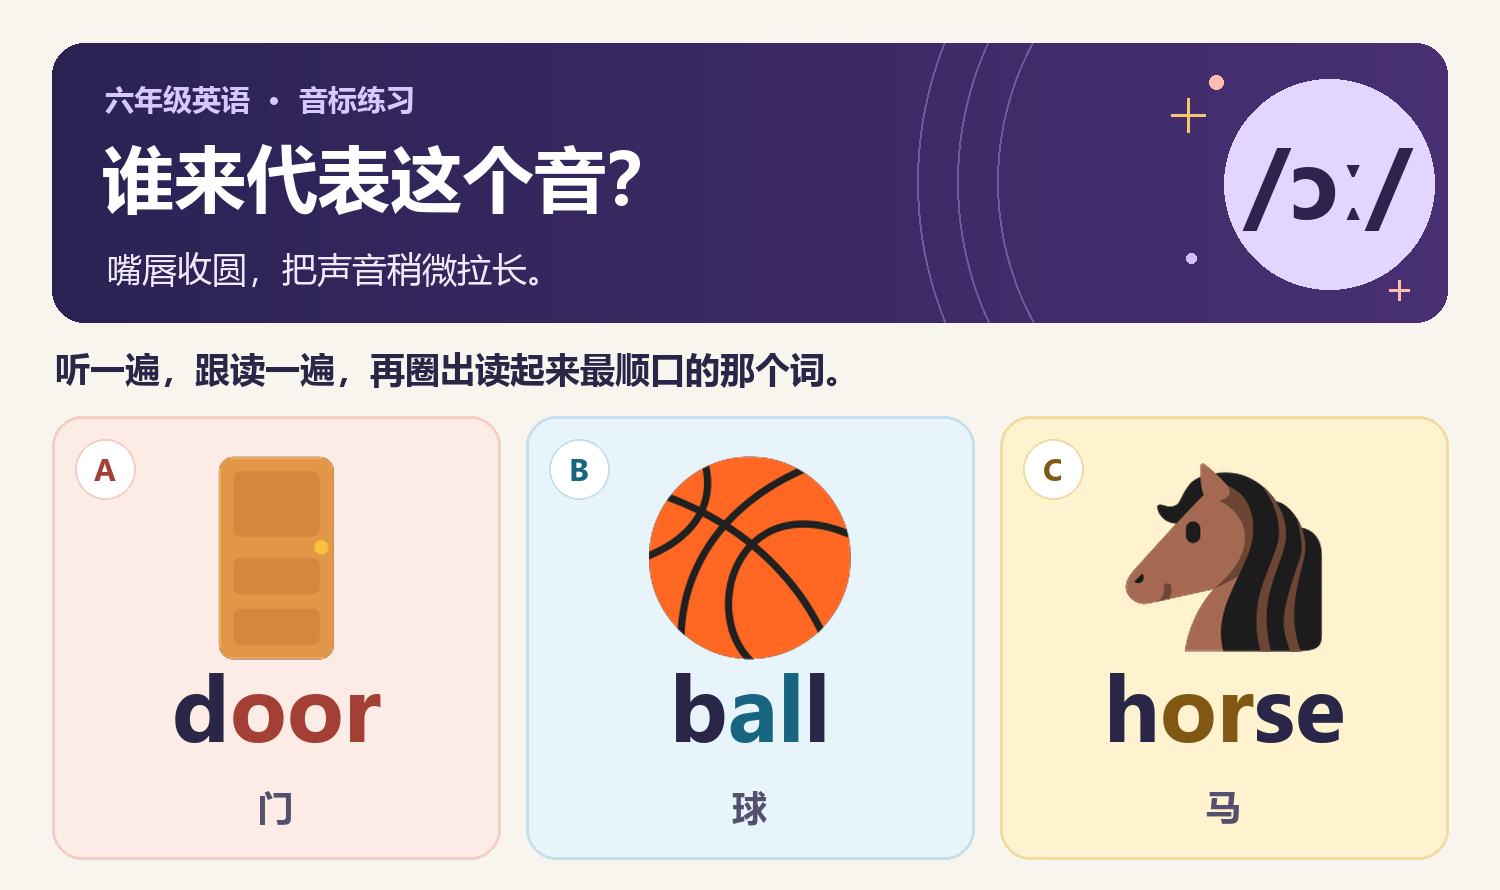 六年级英语 • 音标练习
谁来代表这个音？
嘴唇收圆，把声音稍微拉长。
/ɔː/
听一遍，跟读一遍，再圈出读起来最顺口的那个词。
A
door
门
B
ball
球
C
horse
马